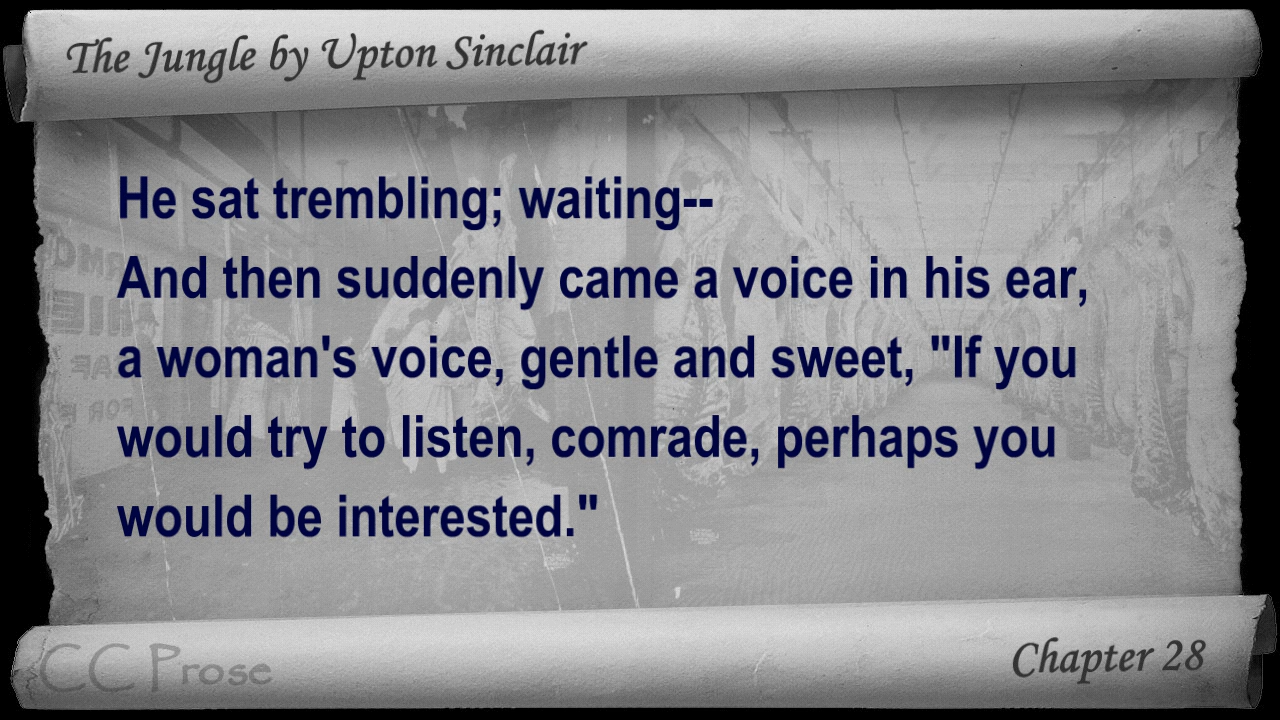 The Jungle by Upton Sinclair
He sat trembling; waiting--
And then suddenly came a voice in his ear,
a woman's voice, gentle and sweet, "If you
would try to listen, comrade, perhaps you
would be interested."
CC Prose
Chapter 28